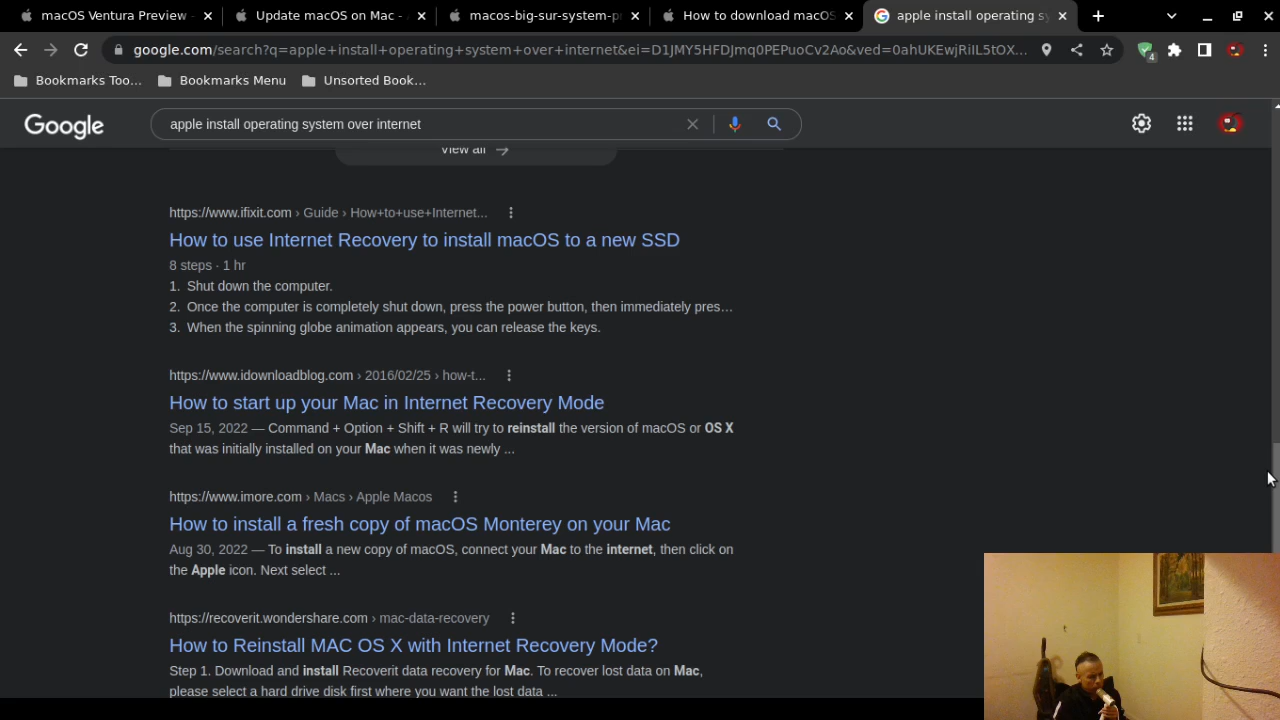 macOS Ventura Preview -
Update macOS on Mac -
macos-big-sur-system-pr
How to download macOS
apple install operating sy
google.com/search?q=apple+install+operating+system+over+internet&ei=D1JMY5HFDJmq0PEPuoCv2Ao&ved=0ahUKEwjRiIL5tOX...
4
Bookmarks Too...
Bookmarks Menu
Unsorted Book...
Google
apple install operating system over internet
View all
https://www.ifixit.com › Guide › How+to+use+Internet...
How to use Internet Recovery to install macOS to a new SSD
8 steps · 1 hr
1. Shut down the computer.
2. Once the computer is completely shut down, press the power button, then immediately pres...
3. When the spinning globe animation appears, you can release the keys.
https://www.idownloadblog.com › 2016/02/25 › how-t...
How to start up your Mac in Internet Recovery Mode
Sep 15, 2022 — Command + Option + Shift + R will try to reinstall the version of macOS or OS X
that was initially installed on your Mac when it was newly ...
https://www.imore.com › Macs › Apple Macos
How to install a fresh copy of macOS Monterey on your Mac
Aug 30, 2022 — To install a new copy of macOS, connect your Mac to the internet, then click on
the Apple icon. Next select ...
https://recoverit.wondershare.com › mac-data-recovery
How to Reinstall MAC OS X with Internet Recovery Mode?
Step 1. Download and install Recoverit data recovery for Mac. To recover lost data on Mac,
please select a hard drive disk first where you want the lost data ...